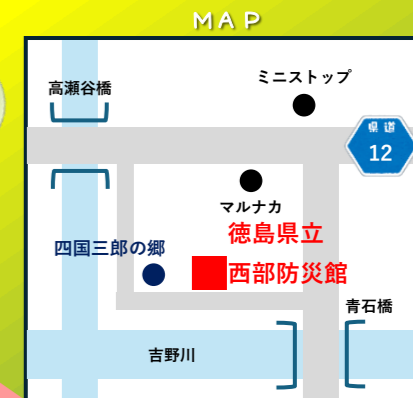 MAP
ミニストップ
高瀬谷橋
県道
12
マルナカ
徳島県立
四国三郎の郷
西部防災館
青石橋
吉野川